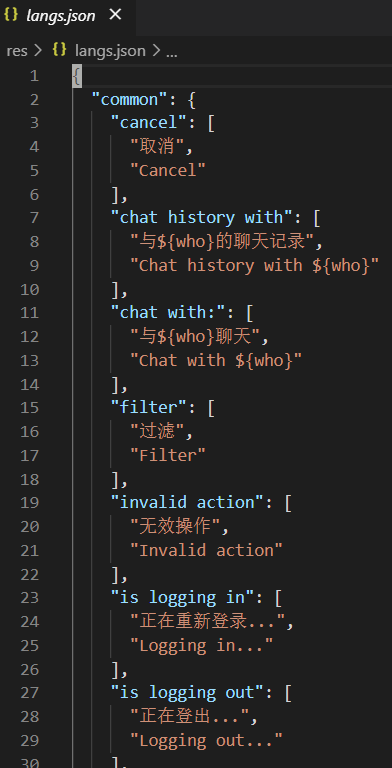 {} langs.json ×
res > {} langs.json > ...
1 {
2 "common": {
3 "cancel": [
4 "取消",
5 "Cancel"
6 ],
7 "chat history with": [
8 "与${who}的聊天记录",
9 "Chat history with ${who}"
10 ],
11 "chat with:": [
12 "与${who}聊天",
13 "Chat with ${who}"
14 ],
15 "filter": [
16 "过滤",
17 "Filter"
18 ],
19 "invalid action": [
20 "无效操作",
21 "Invalid action"
22 ],
23 "is logging in": [
24 "正在重新登录...",
25 "Logging in..."
26 ],
27 "is logging out": [
28 "正在登出...",
29 "Logging out..."
30 ],